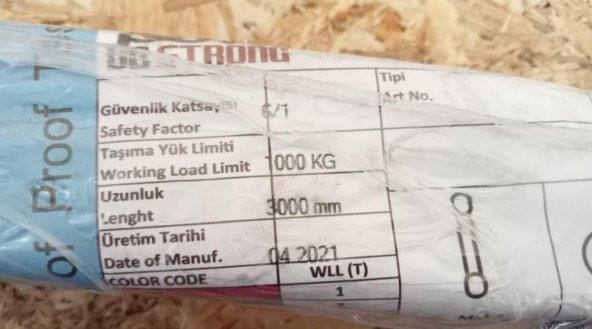 STRONG
Güvenlik Katsayısı 6/1
Safety Factor
Tipi
Art No.
Taşıma Yük Limiti
Working Load Limit 1000 KG
Uzunluk
Lenght 3000 mm
Üretim Tarihi
Date of Manuf. 04 2021
COLOR CODE WLL (T)
1
of Proof